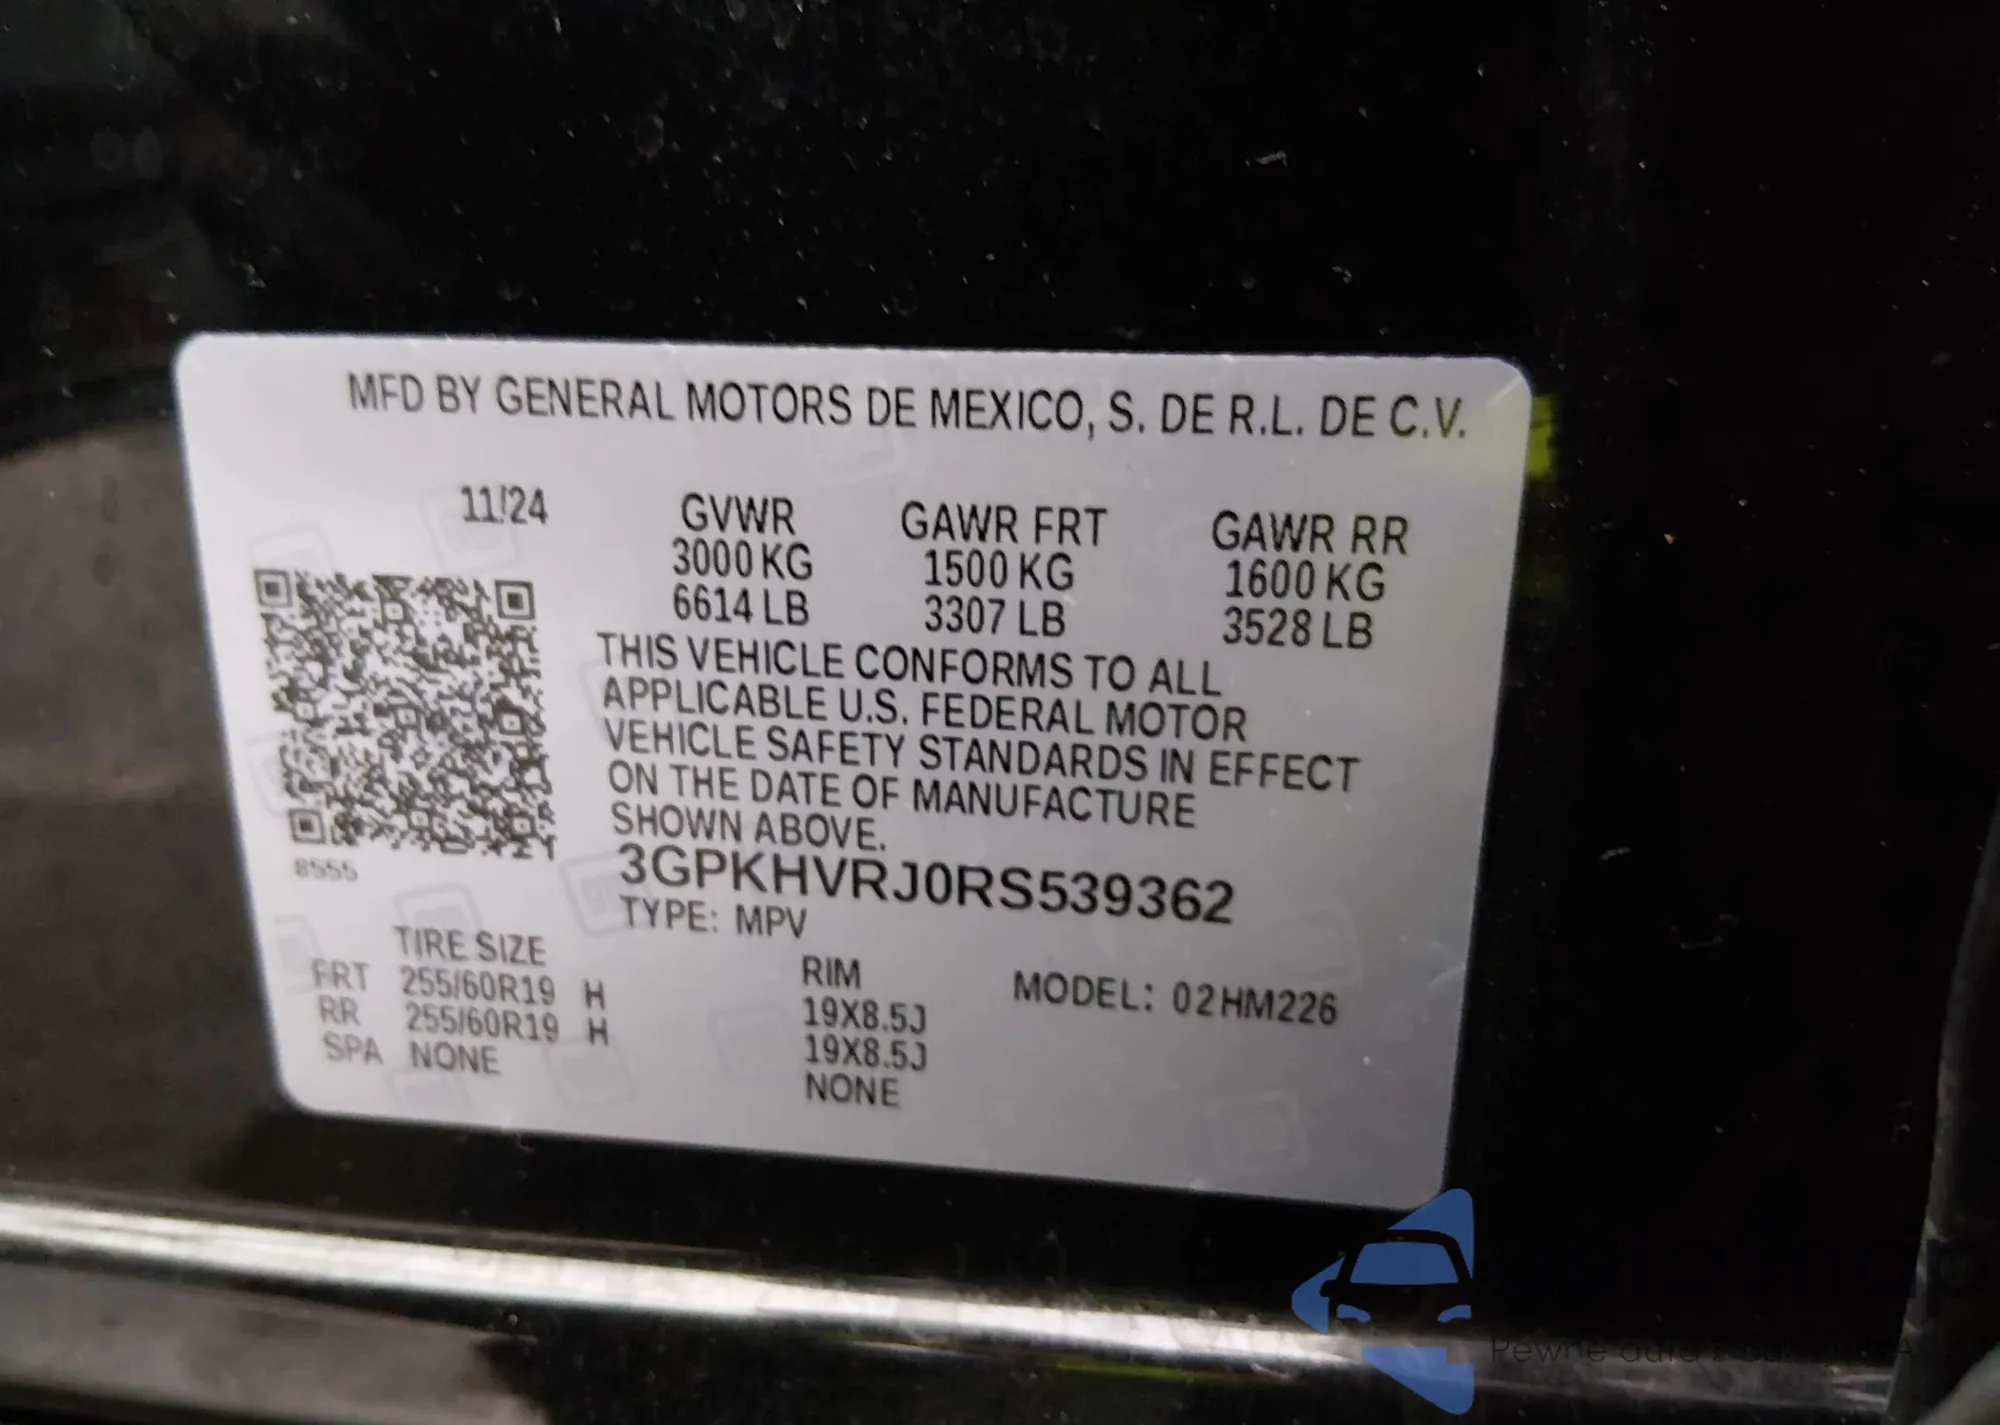 MFD BY GENERAL MOTORS DE MEXICO, S. DE R.L. DE C.V.
11/24
GVWR GAWR FRT GAWR RR
3000 KG 1500 KG 1600 KG
6614 LB 3307 LB 3528 LB
THIS VEHICLE CONFORMS TO ALL
APPLICABLE U.S. FEDERAL MOTOR
VEHICLE SAFETY STANDARDS IN EFFECT
ON THE DATE OF MANUFACTURE
SHOWN ABOVE.
8555
3GPKHVRJ0RS539362
TYPE: MPV
TIRE SIZE RIM MODEL: 02HM226
FRT 255/60R19 H 19X8.5J
RR 255/60R19 H 19X8.5J
SPA NONE NONE
Pewne auto z